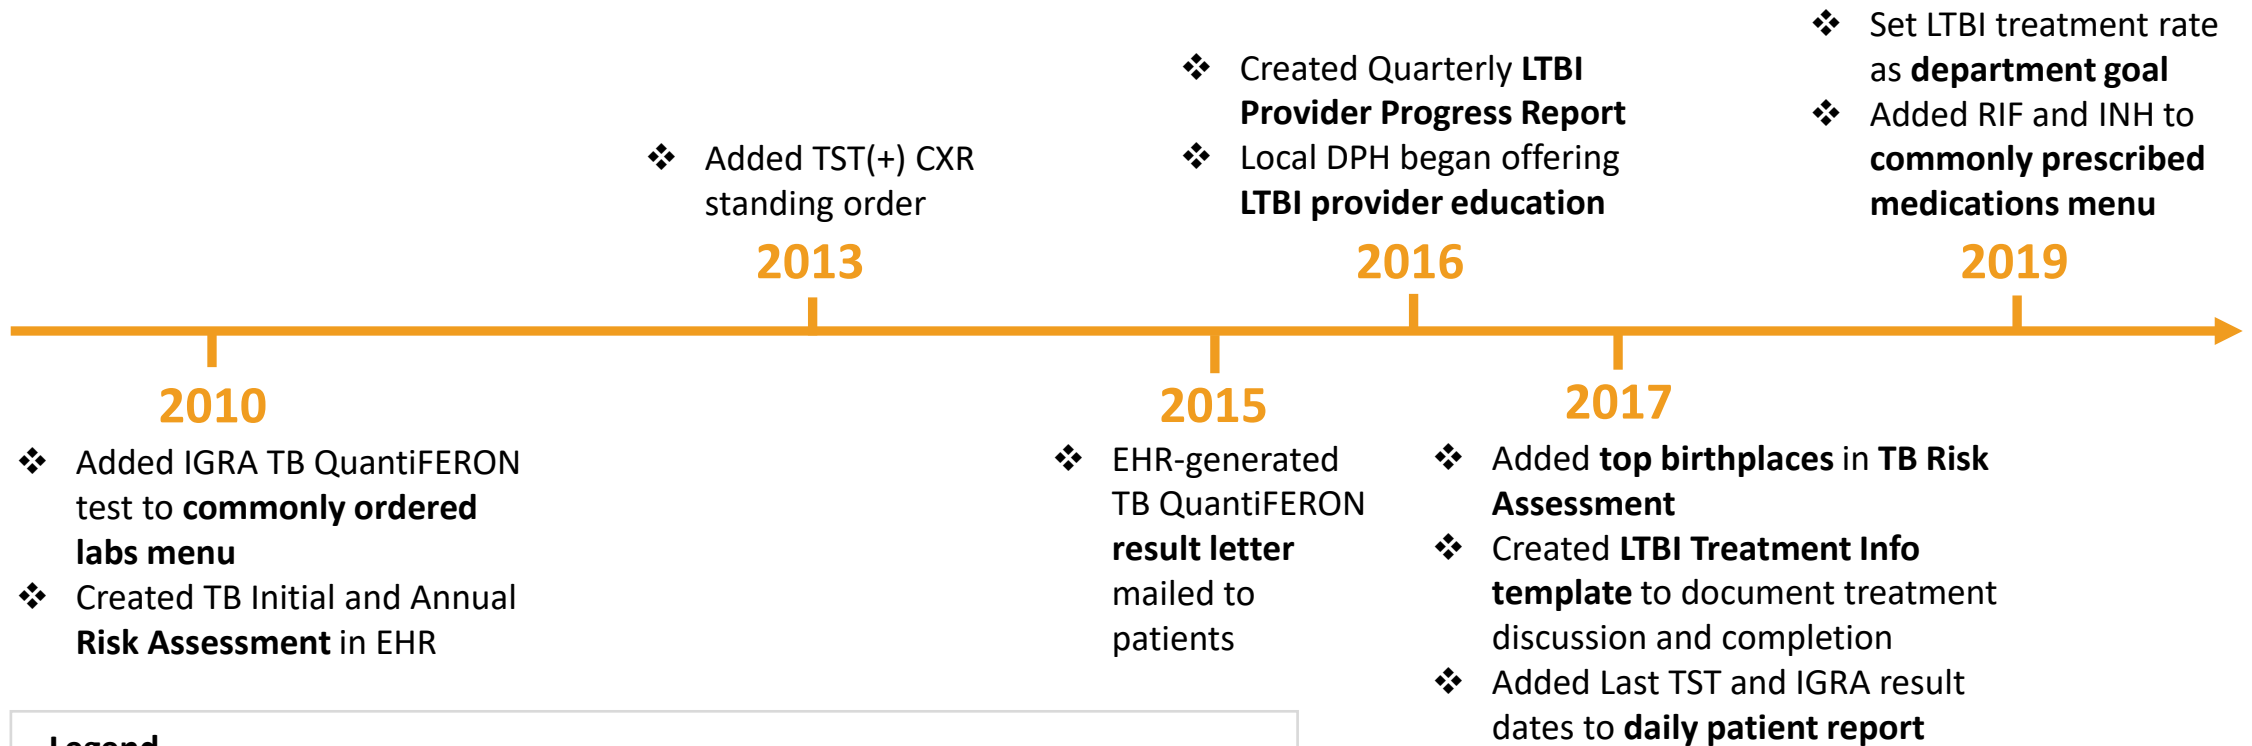 ❖ Set LTBI treatment rate
as department goal
❖ Added RIF and INH to
commonly prescribed
medications menu
2019
❖ Created Quarterly LTBI
Provider Progress Report
❖ Local DPH began offering
LTBI provider education
2016
❖ Added TST(+) CXR
standing order
2013
2010
❖ Added IGRA TB QuantiFERON
test to commonly ordered
labs menu
❖ Created TB Initial and Annual
Risk Assessment in EHR
2015
❖ EHR-generated
TB QuantiFERON
result letter
mailed to
patients
2017
❖ Added top birthplaces in TB Risk
Assessment
❖ Created LTBI Treatment Info
template to document treatment
discussion and completion
❖ Added Last TST and IGRA result
dates to daily patient report
Legend